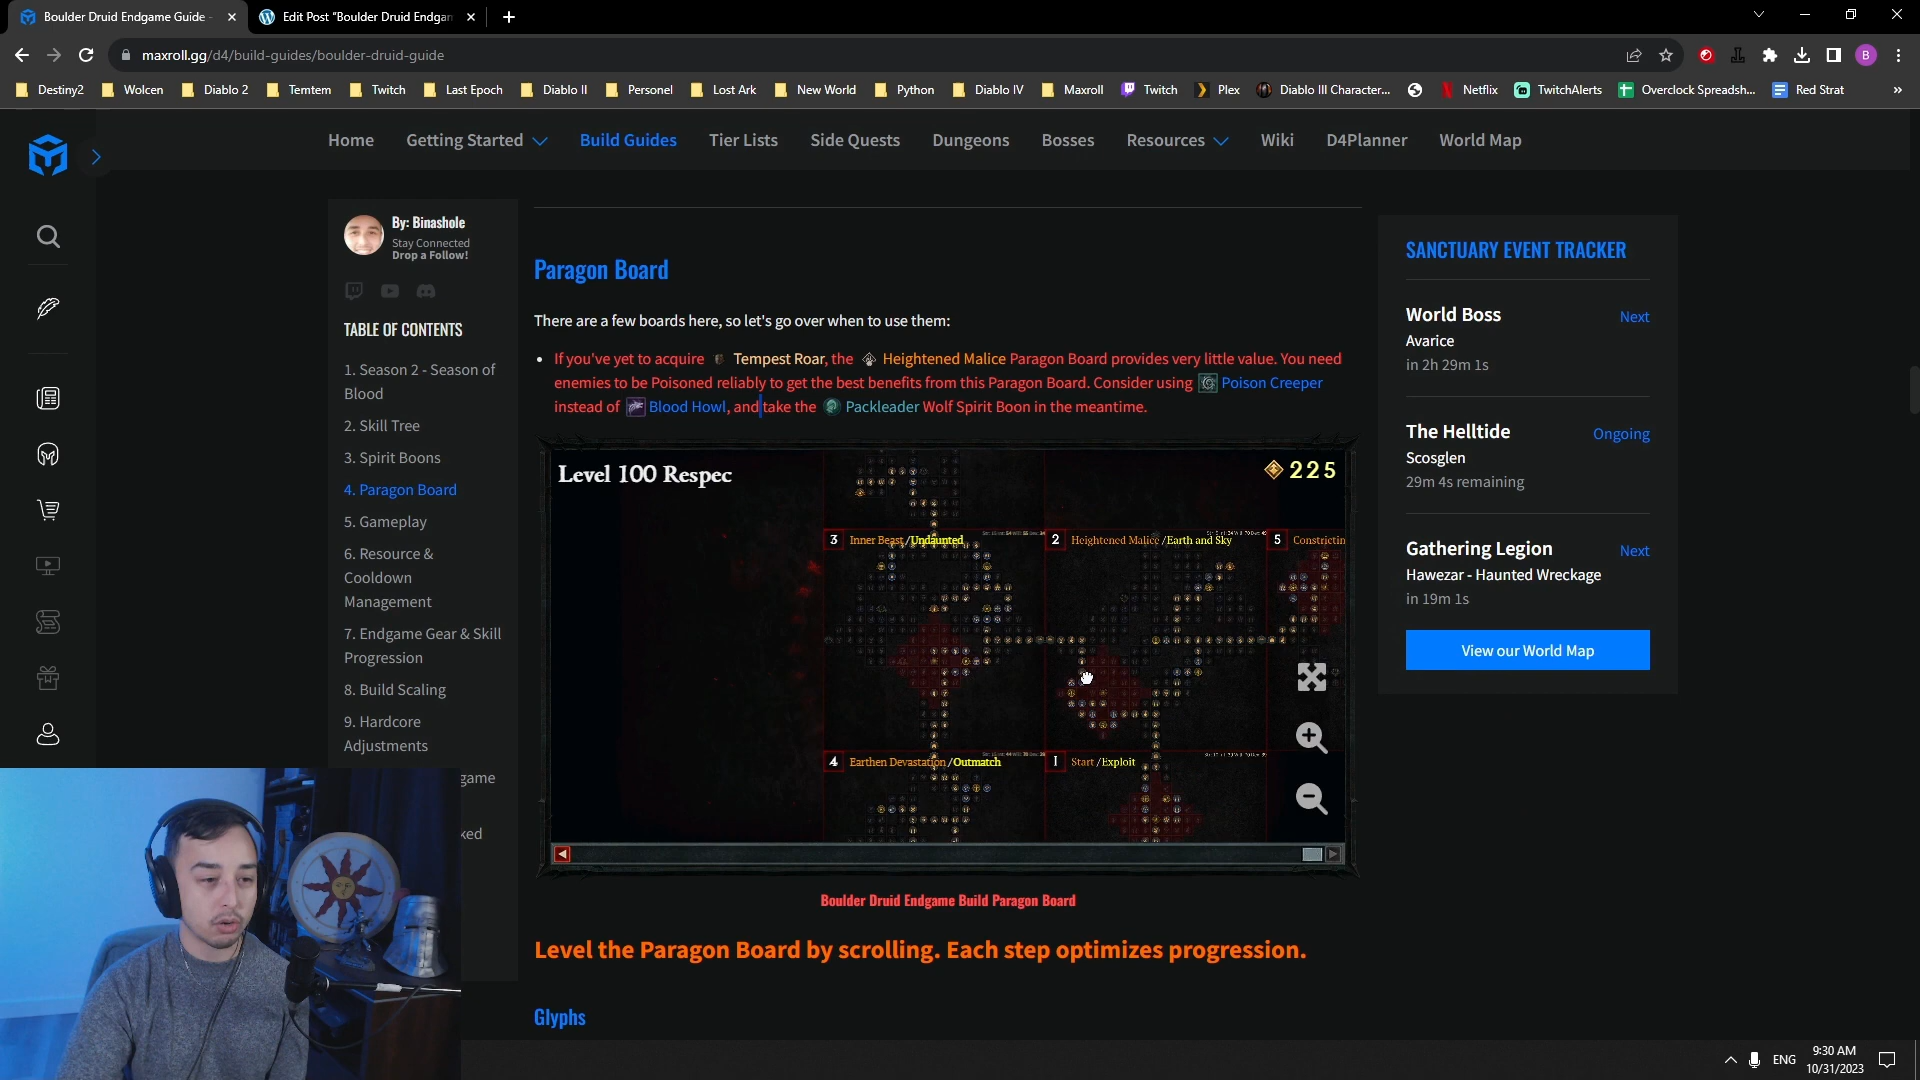 Boulder Druid Endgame Guide -
Edit Post "Boulder Druid Endgam
maxroll.gg/d4/build-guides/boulder-druid-guide
B
Destiny2 Wolcen Diablo 2 Temtem Twitch Last Epoch Diablo II Personel Lost Ark New World Python Diablo IV Maxroll Twitch Plex Diablo III Character... Netflix TwitchAlerts Overclock Spreadsh... Red Strat »
Home Getting Started Build Guides Tier Lists Side Quests Dungeons Bosses Resources Wiki D4Planner World Map
By: Binashole
Stay Connected
Drop a Follow!
TABLE OF CONTENTS
1. Season 2 - Season of
Blood
2. Skill Tree
3. Spirit Boons
4. Paragon Board
5. Gameplay
6. Resource &
Cooldown
Management
7. Endgame Gear & Skill
Progression
8. Build Scaling
9. Hardcore
Adjustments
game
ked
Paragon Board
There are a few boards here, so let's go over when to use them:
• If you've yet to acquire Tempest Roar, the Heightened Malice Paragon Board provides very little value. You need
enemies to be Poisoned reliably to get the best benefits from this Paragon Board. Consider using Poison Creeper
instead of Blood Howl, and take the Packleader Wolf Spirit Boon in the meantime.
Level 100 Respec
225
3 Inner Beast/Undaunted
2 Heightened Malice/Earth and Sky
5 Constrictin
4 Earthen Devastation/Outmatch
1 Start/Exploit
Boulder Druid Endgame Build Paragon Board
Level the Paragon Board by scrolling. Each step optimizes progression.
Glyphs
SANCTUARY EVENT TRACKER
World Boss Next
Avarice
in 2h 29m 1s
The Helltide Ongoing
Scosglen
29m 4s remaining
Gathering Legion Next
Hawezar - Haunted Wreckage
in 19m 1s
View our World Map
ENG
9:30 AM
10/31/2023